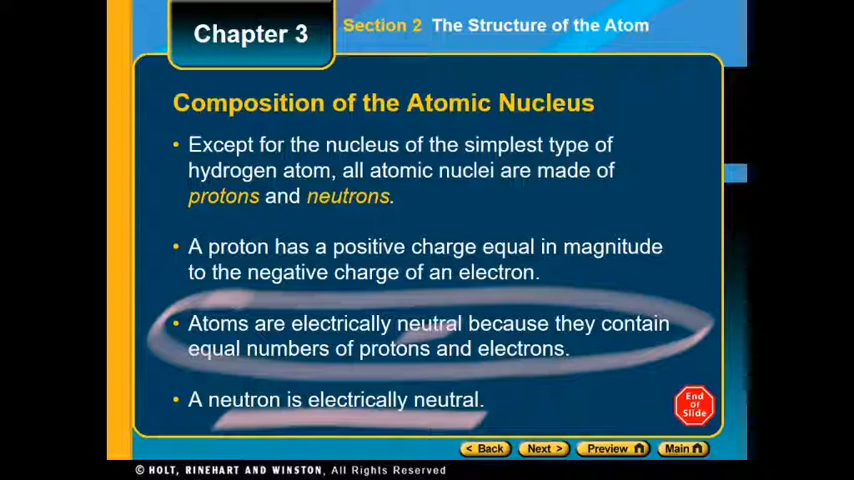 Chapter 3
Section 2 The Structure of the Atom
Composition of the Atomic Nucleus
• Except for the nucleus of the simplest type of
hydrogen atom, all atomic nuclei are made of
protons and neutrons.
• A proton has a positive charge equal in magnitude
to the negative charge of an electron.
• Atoms are electrically neutral because they contain
equal numbers of protons and electrons.
• A neutron is electrically neutral.
End
Of
Slide
< Back
Next >
Preview
Main
© HOLT, RINEHART AND WINSTON, All Rights Reserved